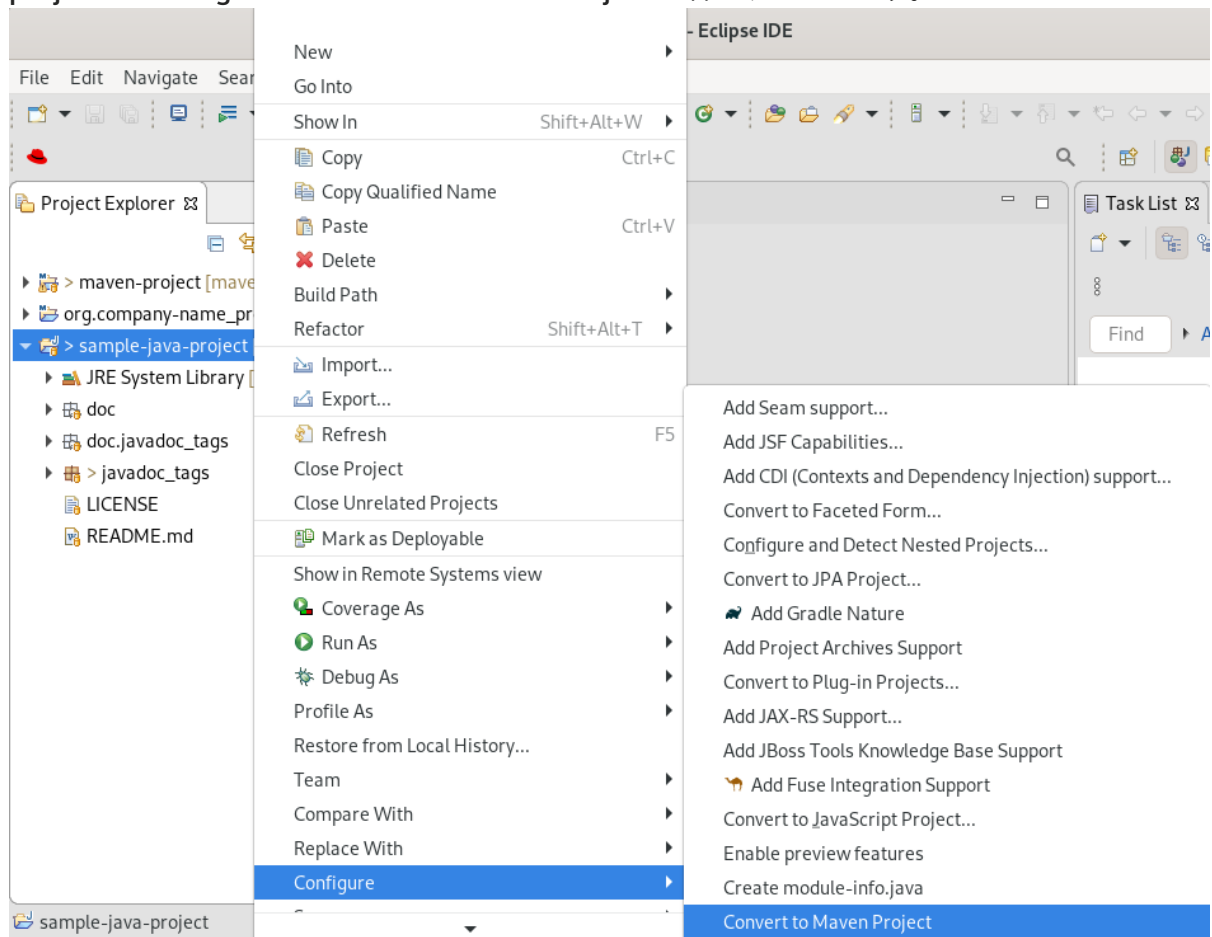 - Eclipse IDE
File Edit Navigate
New
Go Into
Show In Shift+Alt+W
Copy Ctrl+C
Copy Qualified Name
Paste Ctrl+V
Delete
Build Path
Refactor Shift+Alt+T
Import...
Export...
Refresh F5
Close Project
Close Unrelated Projects
Mark as Deployable
Show in Remote Systems view
Coverage As
Run As
Debug As
Profile As
Restore from Local History...
Team
Compare With
Replace With
Configure
Project Explorer
> maven-project [mave
org.company-name_pr
> sample-java-project
JRE System Library [
doc
doc.javadoc_tags
> javadoc_tags
LICENSE
README.md
sample-java-project
Task List
Find
Add Seam support...
Add JSF Capabilities...
Add CDI (Contexts and Dependency Injection) support...
Convert to Faceted Form...
Configure and Detect Nested Projects...
Convert to JPA Project...
Add Gradle Nature
Add Project Archives Support
Convert to Plug-in Projects...
Add JAX-RS Support...
Add JBoss Tools Knowledge Base Support
Add Fuse Integration Support
Convert to JavaScript Project...
Enable preview features
Create module-info.java
Convert to Maven Project